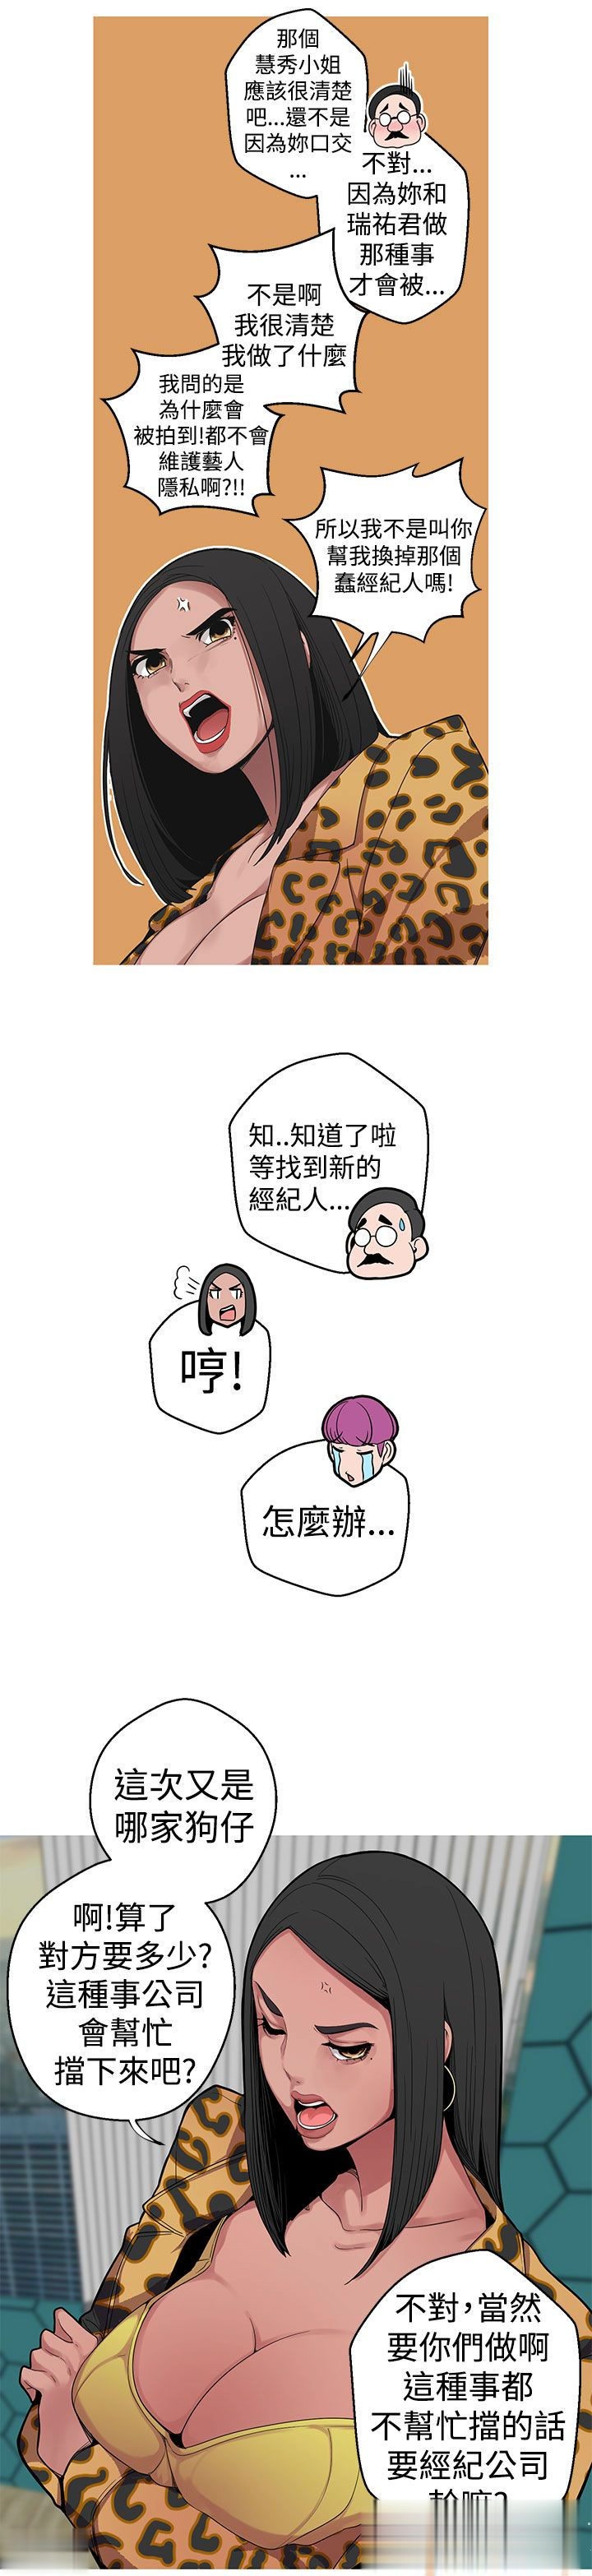 那個
慧秀小姐
應該很清楚
吧...還不是
因為妳口交
...
不對...
因為妳和
瑞祐君做
那種事
才會被...
不是啊
我很清楚
我做了什麼
我問的是
為什麼會
被拍到!都不會
維護藝人
隱私啊?!!
所以我不是叫你
幫我換掉那個
蠢經紀人嗎!
知..知道了啦
等找到新的
經紀人...
哼!
怎麼辦...
這次又是
哪家狗仔
啊!算了
對方要多少?
這種事公司
會幫忙
擋下來吧?
不對,當然
要你們做啊
這種事都
不幫忙擋的話
要經紀公司